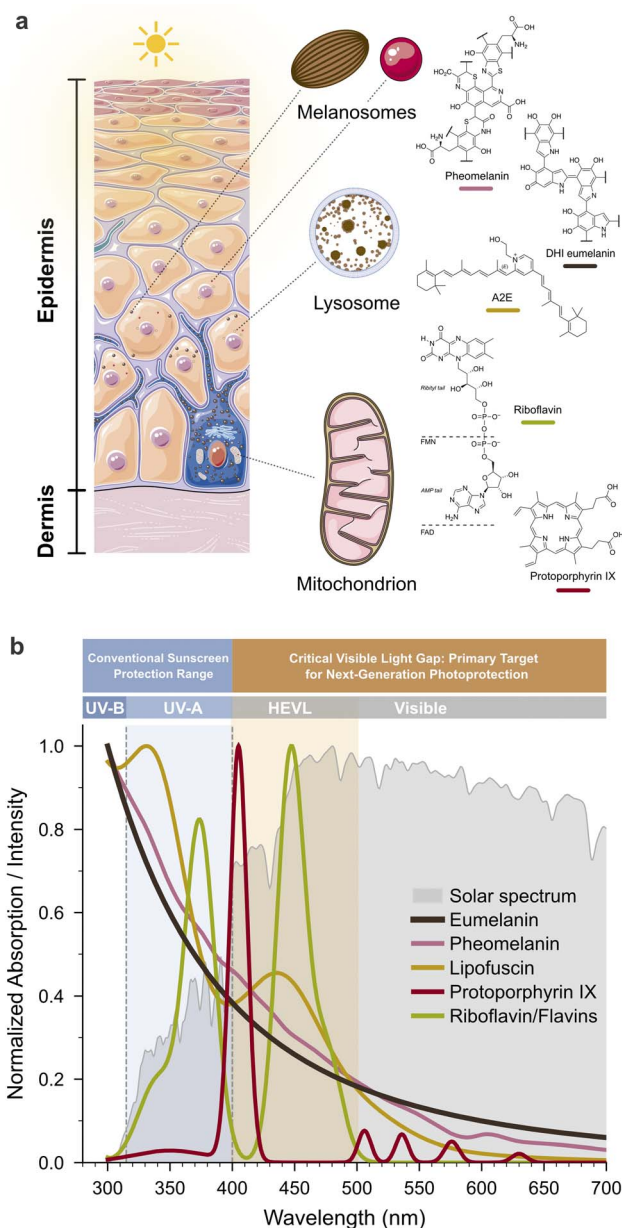 a
Melanosomes
Epidermis
Dermis
Lysosome
Mitochondrion
Pheomelanin
DHI eumelanin
A2E
Riboflavin
Ribityl tail
FMN
AMP tail
FAD
Protoporphyrin IX
b
Conventional Sunscreen
Protection Range
Critical Visible Light Gap: Primary Target
for Next-Generation Photoprotection
UV-B
UV-A
HEVL
Visible
Normalized Absorption / Intensity
1.0
0.8
0.6
0.4
0.2
0.0
Solar spectrum
Eumelanin
Pheomelanin
Lipofuscin
Protoporphyrin IX
Riboflavin/Flavins
300
350
400
450
500
550
600
650
700
Wavelength (nm)